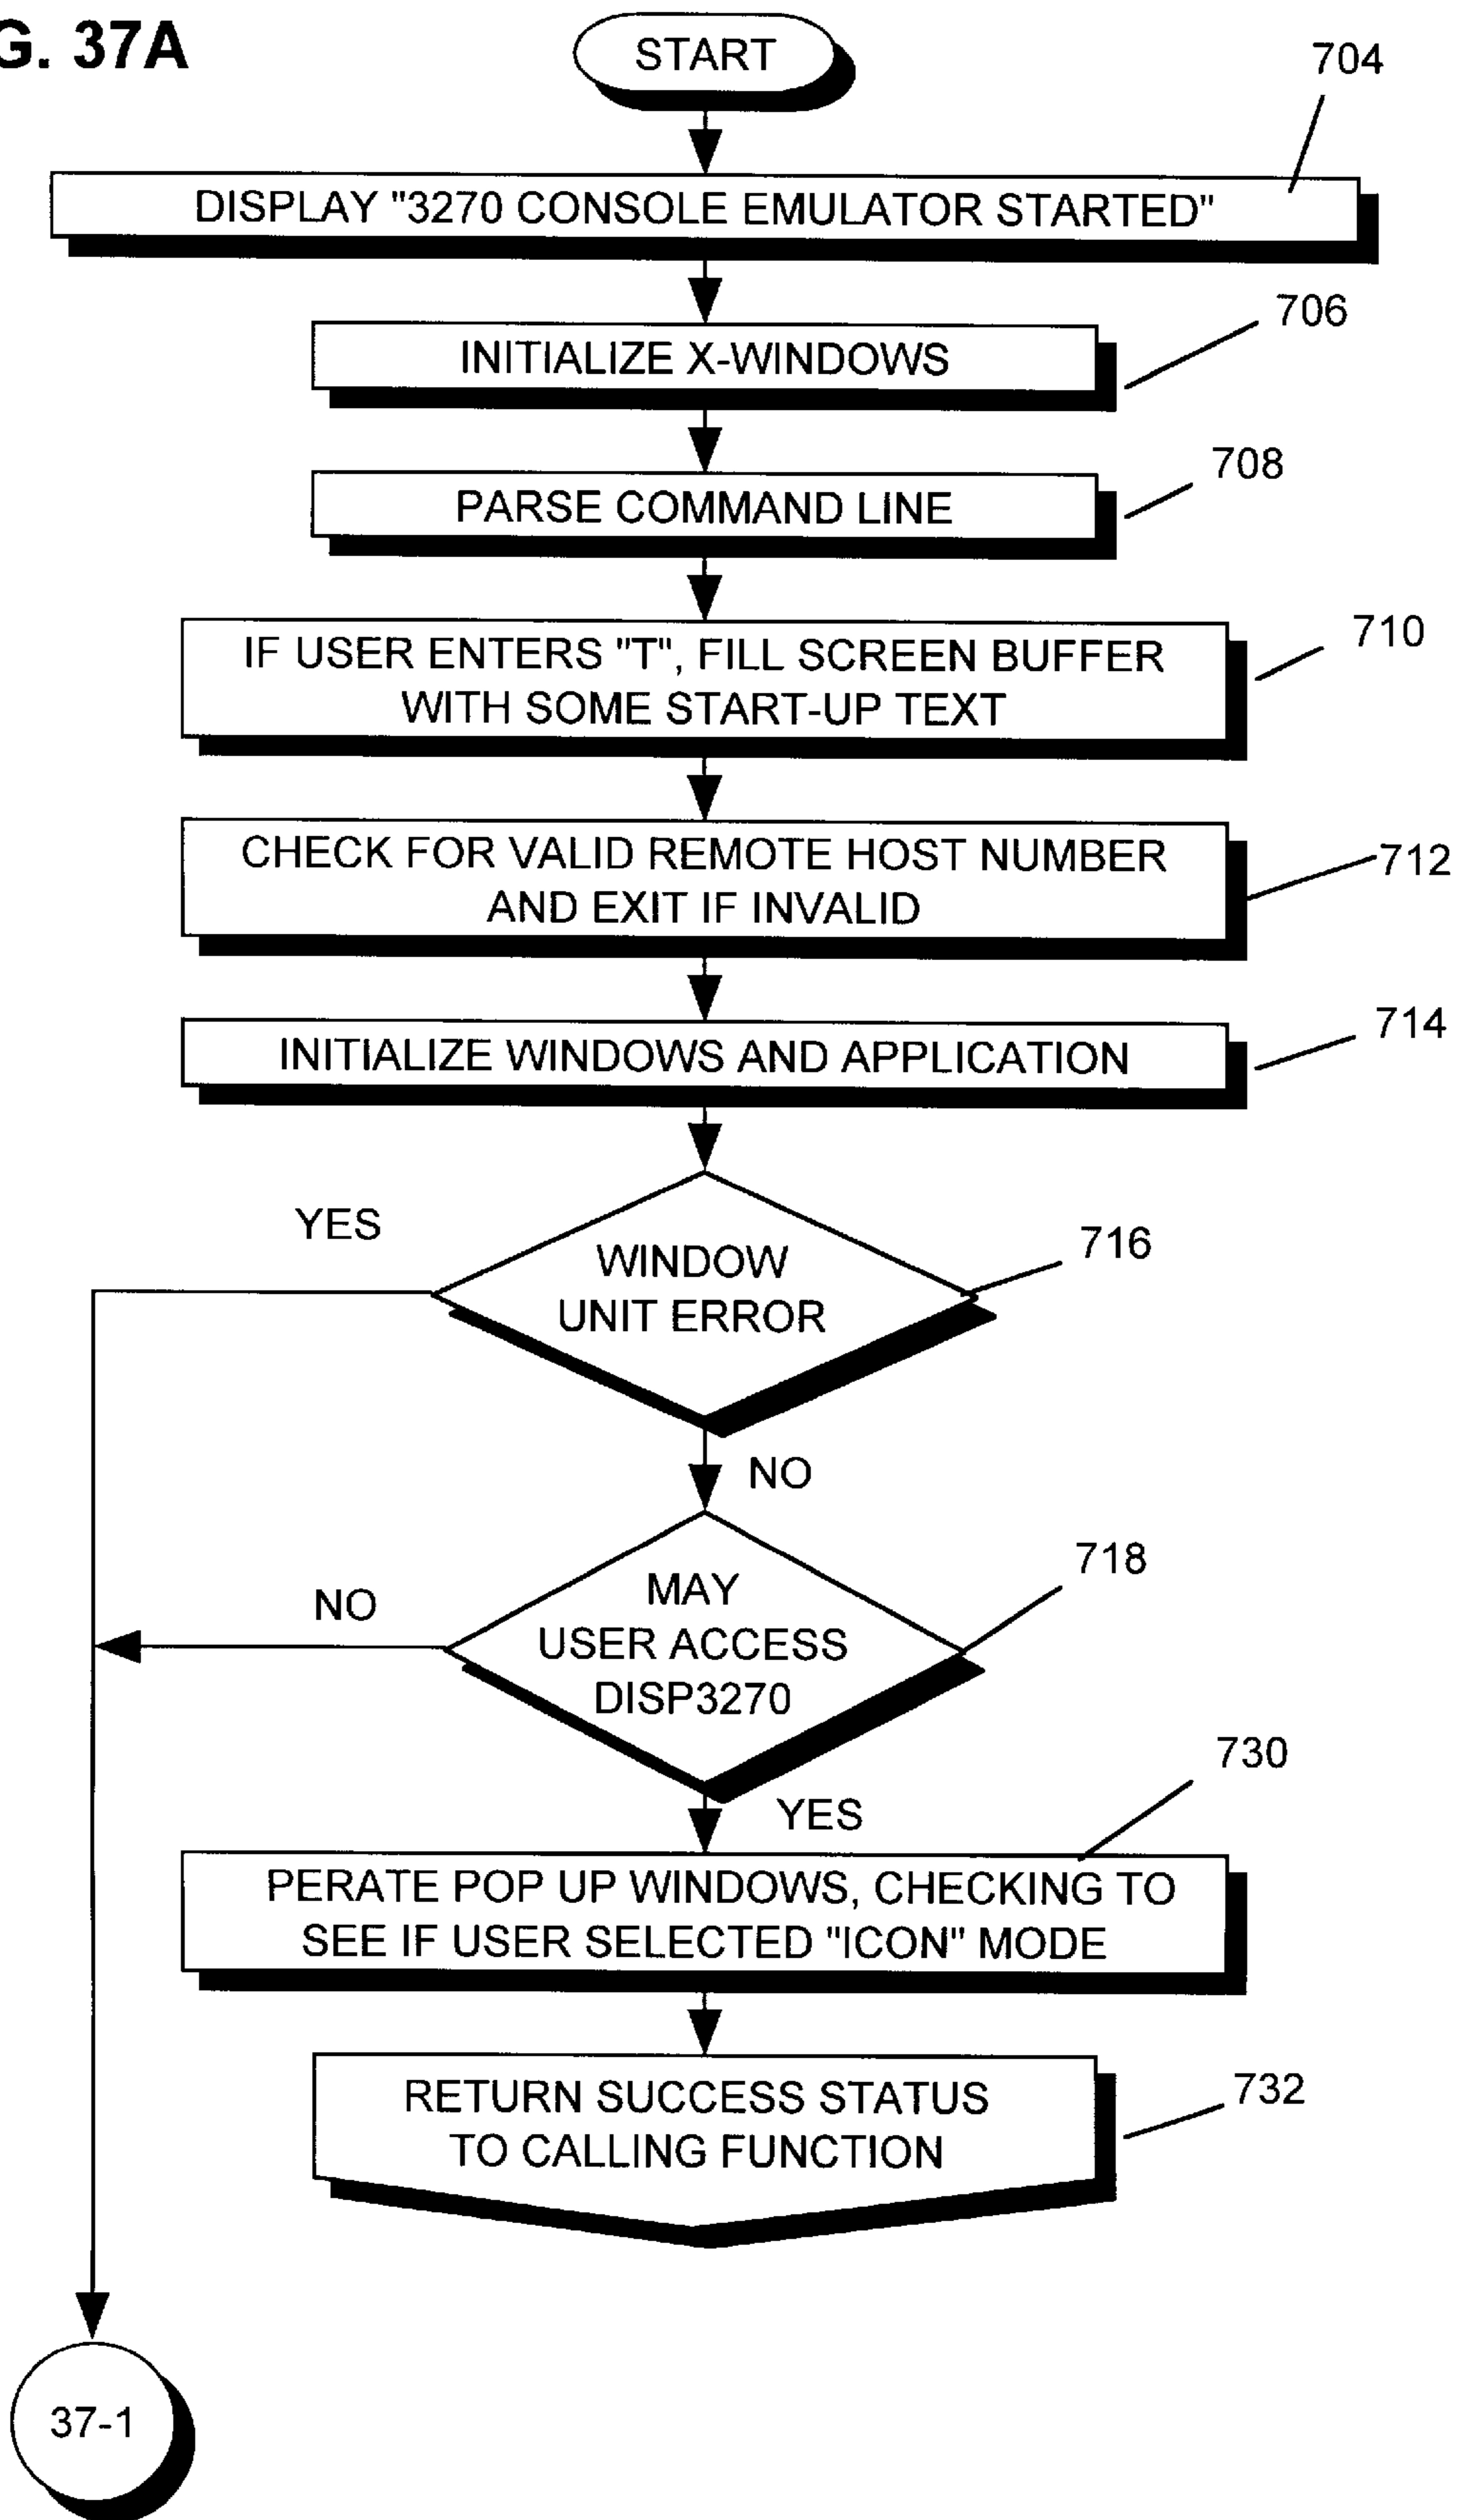 G. 37A
START
704
DISPLAY "3270 CONSOLE EMULATOR STARTED"
706
INITIALIZE X-WINDOWS
708
PARSE COMMAND LINE
710
IF USER ENTERS "T", FILL SCREEN BUFFER
WITH SOME START-UP TEXT
712
CHECK FOR VALID REMOTE HOST NUMBER
AND EXIT IF INVALID
714
INITIALIZE WINDOWS AND APPLICATION
YES
716
WINDOW
UNIT ERROR
NO
718
NO
MAY
USER ACCESS
DISP3270
730
YES
PERATE POP UP WINDOWS, CHECKING TO
SEE IF USER SELECTED "ICON" MODE
732
RETURN SUCCESS STATUS
TO CALLING FUNCTION
37-1